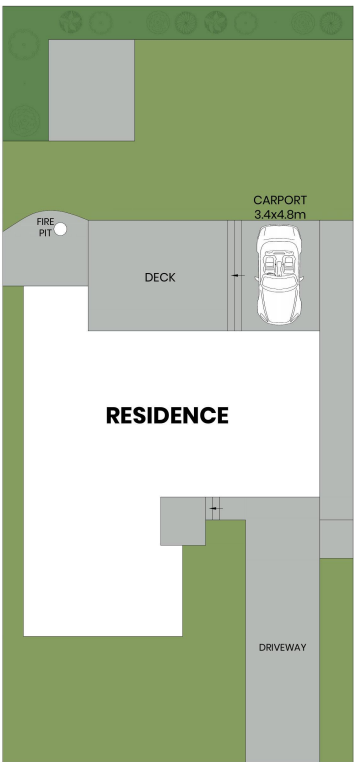 CARPORT
3.4x4.8m
FIRE
PIT
DECK
RESIDENCE
DRIVEWAY